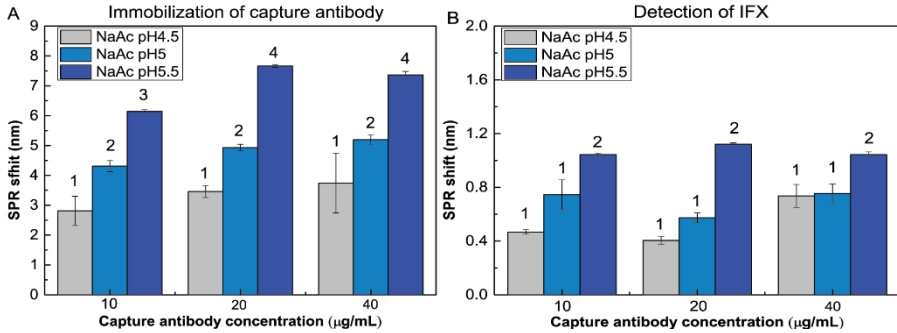 A
Immobilization of capture antibody
9
8
7
6
5
4
3
2
1
0
SPR sfhit (nm)
NaAc pH4.5
NaAc pH5
NaAc pH5.5
1
2
3
1
2
4
1
2
4
10
20
40
Capture antibody concentration (μg/mL)
B
Detection of IFX
2.0
1.6
1.2
0.8
0.4
0.0
SPR shift (nm)
NaAc pH4.5
NaAc pH5
NaAc pH5.5
1
1
2
1
1
2
1
1
2
10
20
40
Capture antibody concentration (μg/mL)